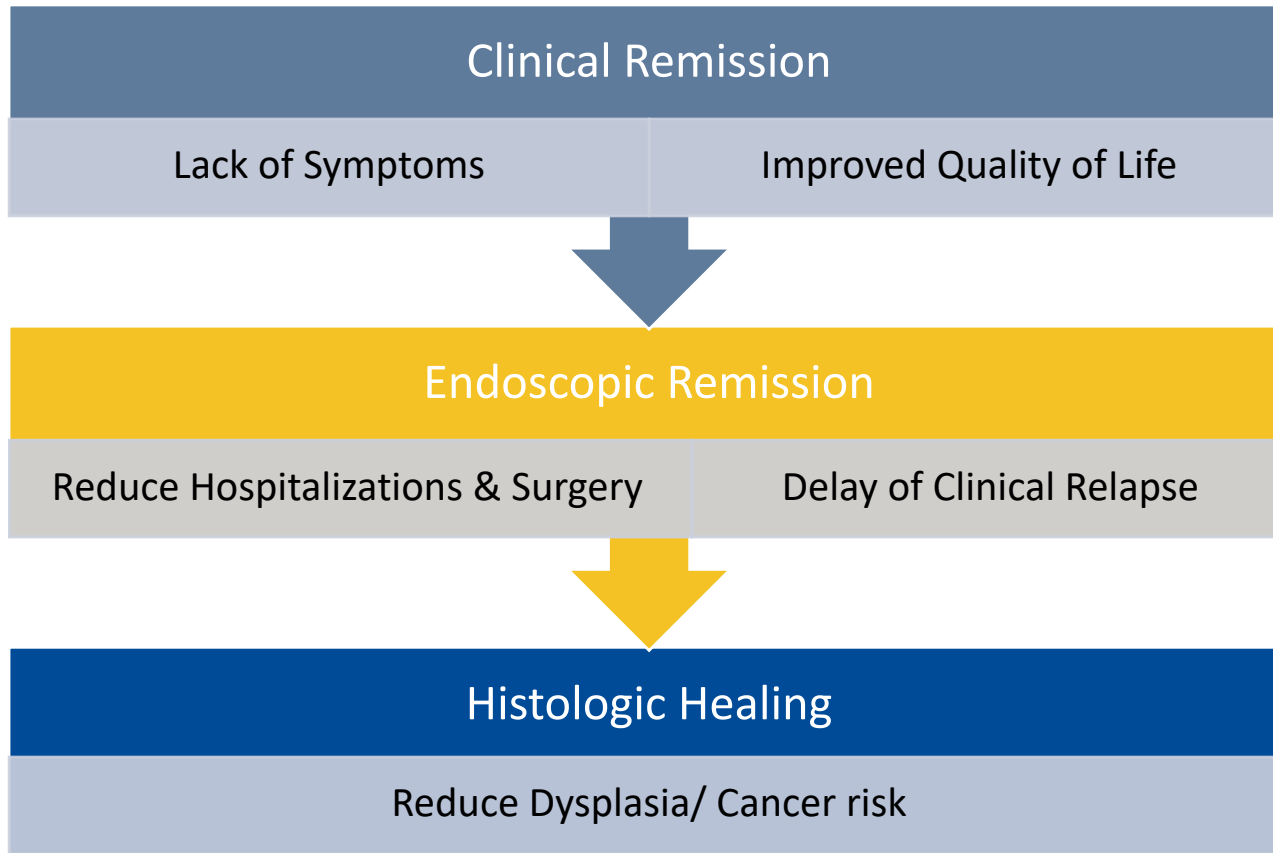 Clinical Remission
Lack of Symptoms
Improved Quality of Life
Endoscopic Remission
Reduce Hospitalizations & Surgery
Delay of Clinical Relapse
Histologic Healing
Reduce Dysplasia/ Cancer risk